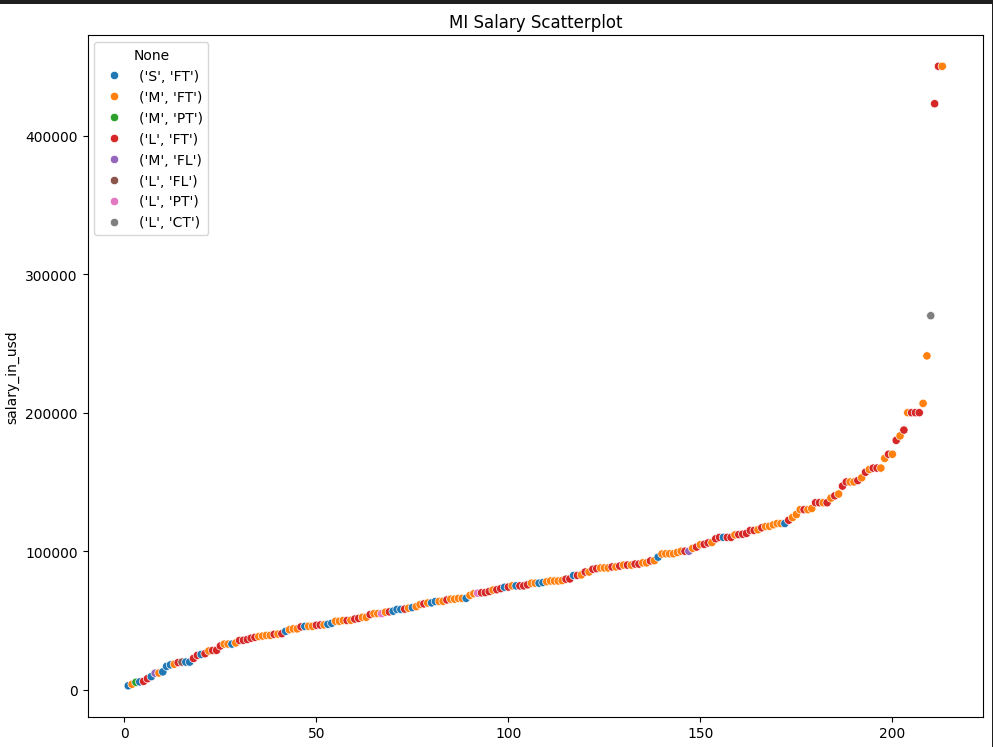 MI Salary Scatterplot
None
('S', 'FT')
('M', 'FT')
('M', 'PT')
('L', 'FT')
('M', 'FL')
('L', 'FL')
('L', 'PT')
('L', 'CT')
400000
300000
200000
100000
0
salary_in_usd
0 50 100 150 200